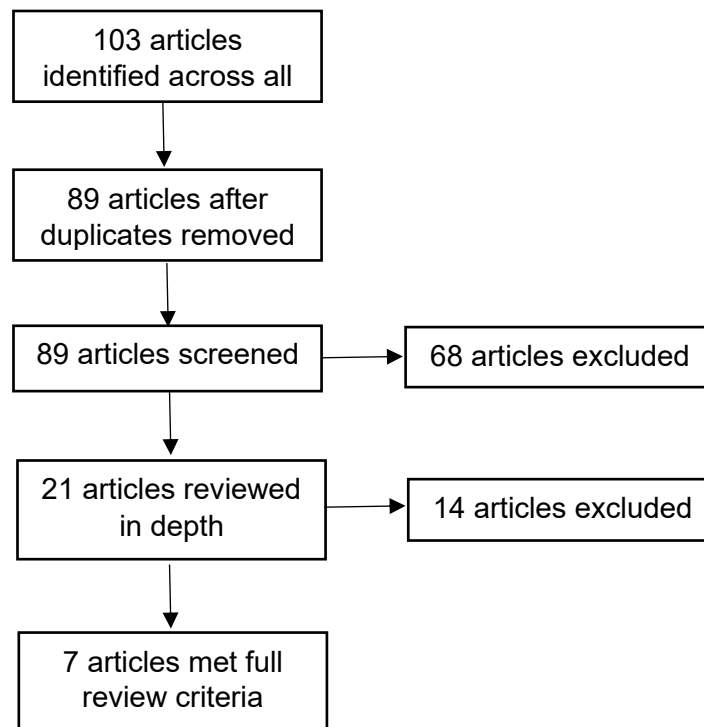 103 articles
identified across all
89 articles after
duplicates removed
89 articles screened
68 articles excluded
21 articles reviewed
in depth
14 articles excluded
7 articles met full
review criteria